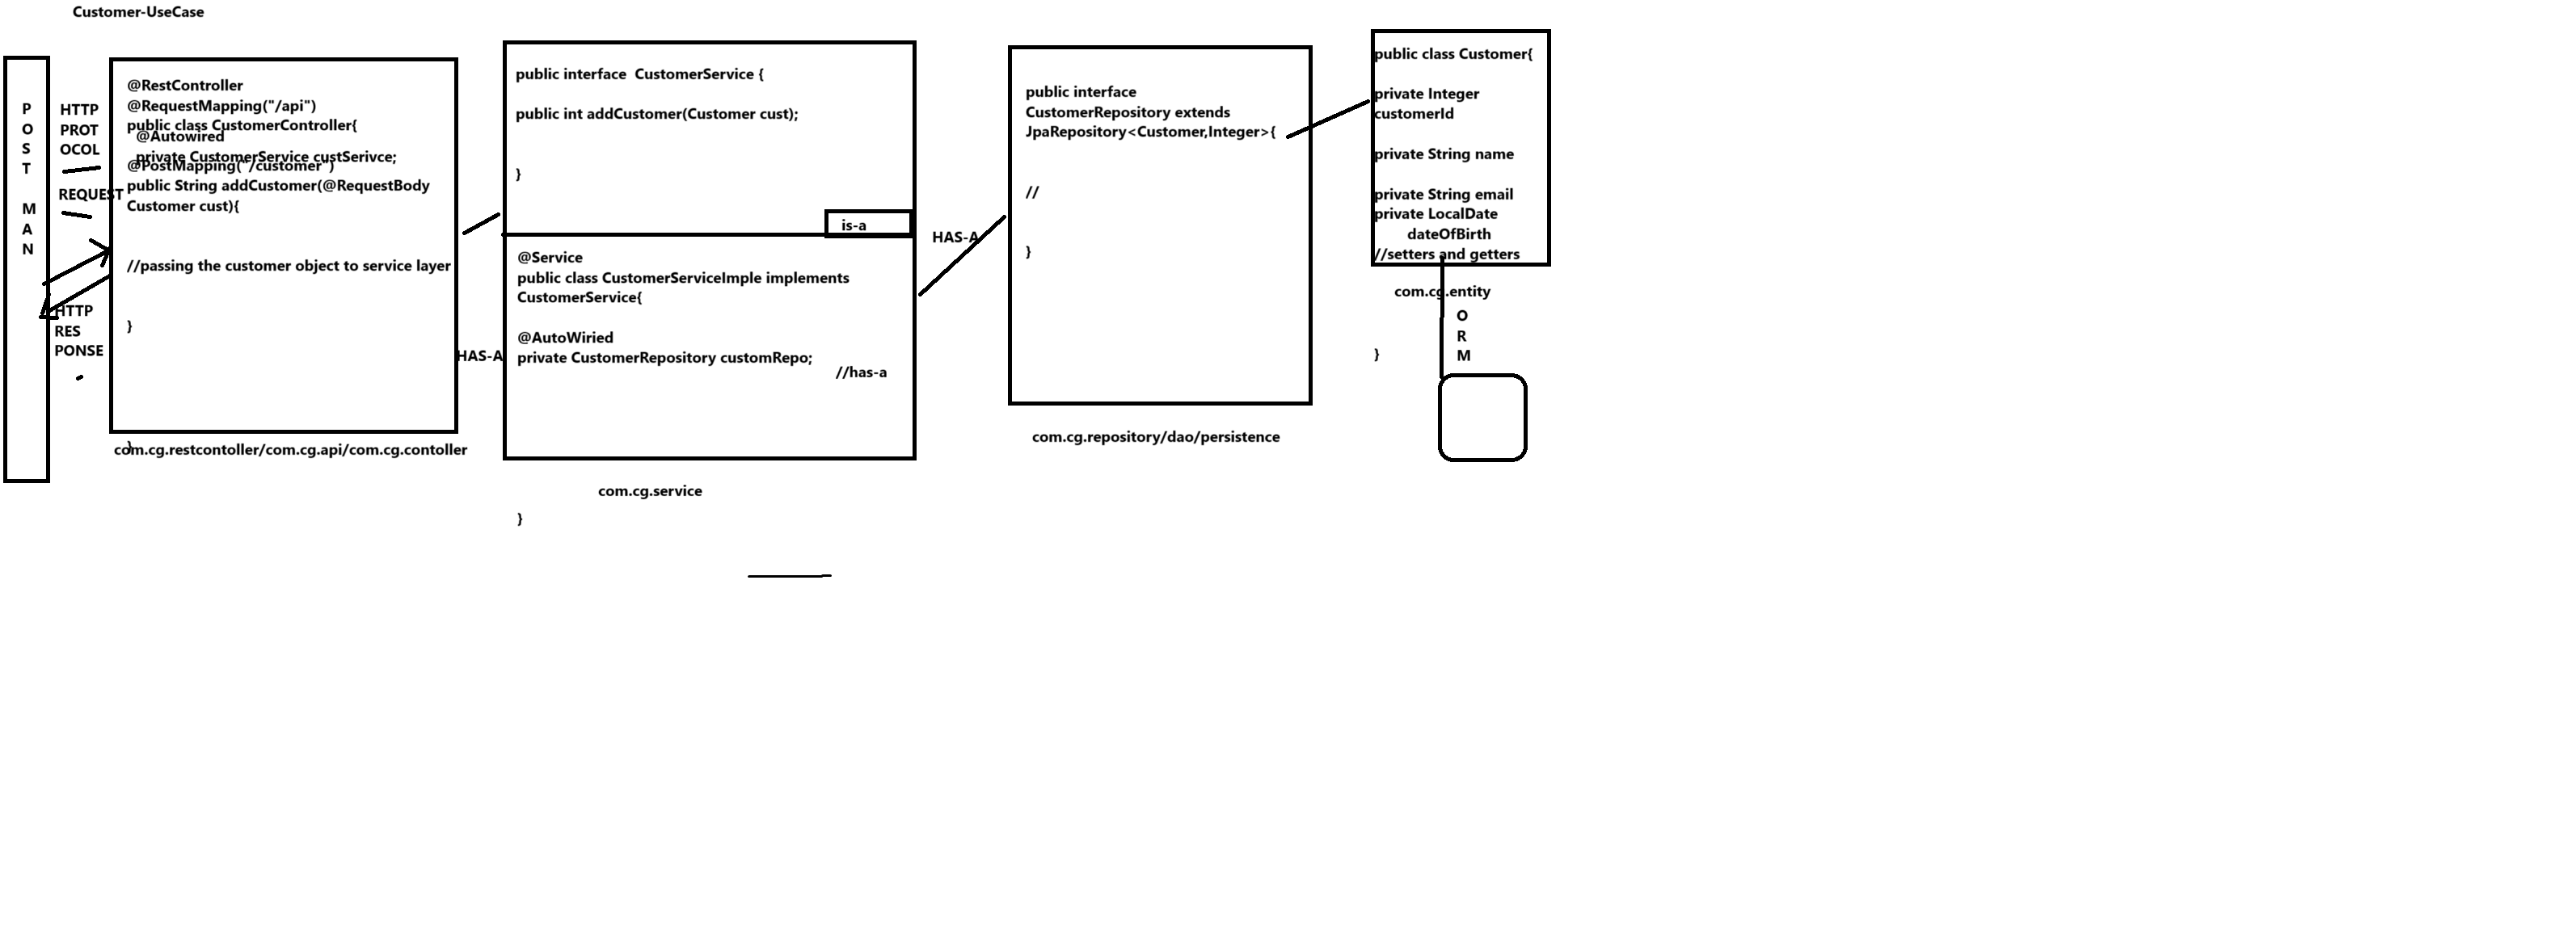 Customer-UseCase
P
O
S
T
M
A
N
HTTP
PROT
OCOL
REQUEST
HTTP
RES
PONSE
@RestController
@RequestMapping("/api")
public class CustomerController{
@Autowired
private CustomerService custSerivce;
@PostMapping("/customer")
public String addCustomer(@RequestBody
Customer cust){
//passing the customer object to service layer
}
}
com.cg.restcontoller/com.cg.api/com.cg.contoller
HAS-A
public interface  CustomerService {
public int addCustomer(Customer cust);
}
is-a
@Service
public class CustomerServiceImple implements
CustomerService{
@AutoWiried
private CustomerRepository customRepo;
//has-a
com.cg.service
}
HAS-A
public interface
CustomerRepository extends
JpaRepository<Customer,Integer>{
//
}
com.cg.repository/dao/persistence
public class Customer{
private Integer
customerId
private String name
private String email
private LocalDate
dateOfBirth
//setters and getters
com.cg.entity
O
R
M
}